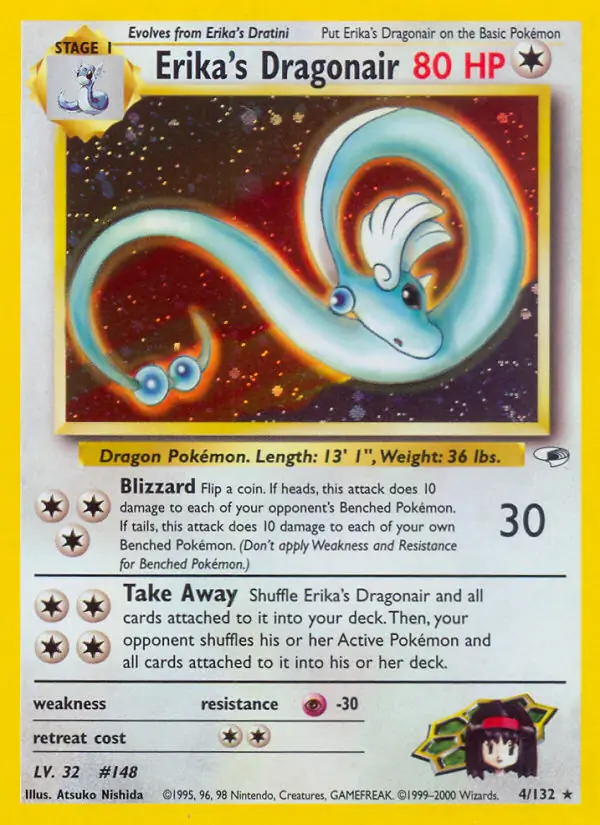 Evolves from Erika's Dratini
Put Erika's Dragonair on the Basic Pokémon
STAGE 1
Erika's Dragonair 80 HP
Dragon Pokémon. Length: 13' 1", Weight: 36 lbs.
Blizzard Flip a coin. If heads, this attack does 10
damage to each of your opponent's Benched Pokémon.
If tails, this attack does 10 damage to each of your own
Benched Pokémon. (Don't apply Weakness and Resistance
for Benched Pokémon.)
30
Take Away Shuffle Erika's Dragonair and all
cards attached to it into your deck. Then, your
opponent shuffles his or her Active Pokémon and
all cards attached to it into his or her deck.
weakness
resistance -30
retreat cost
LV. 32 #148
Illus. Atsuko Nishida ©1995, 96, 98 Nintendo, Creatures, GAMEFREAK. ©1999–2000 Wizards. 4/132 ★